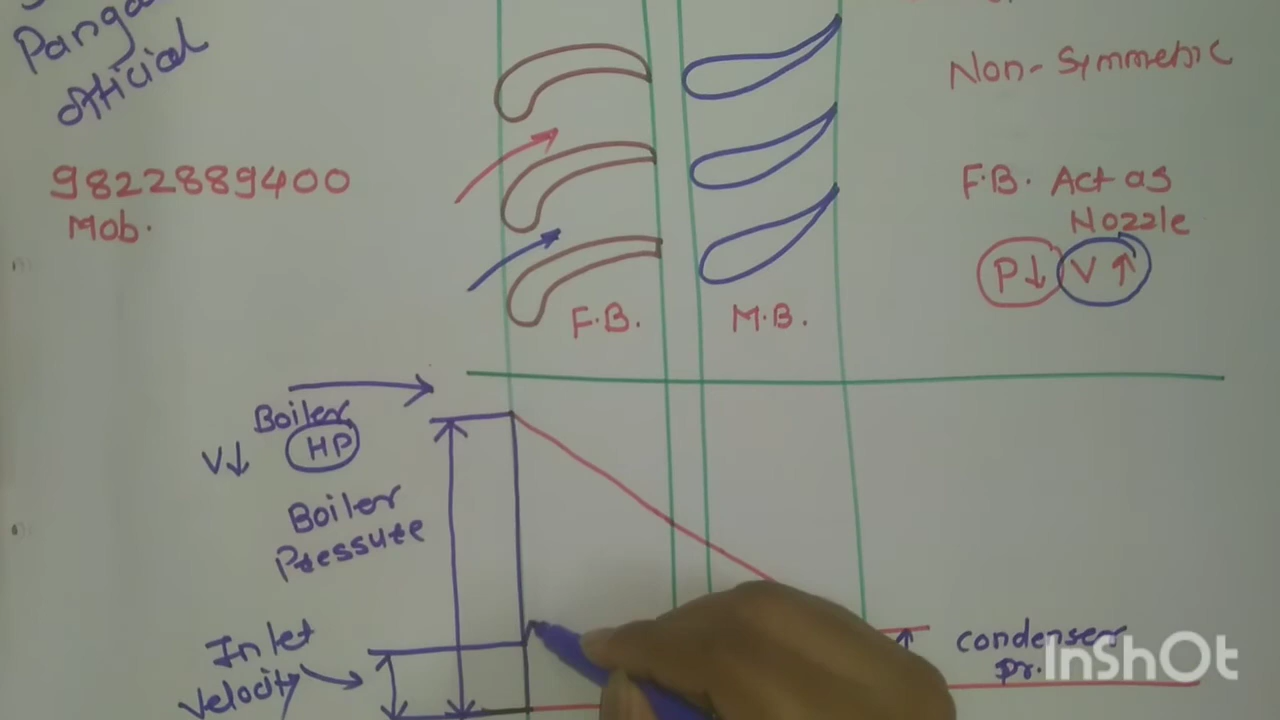 Panga
official
9822889400
Mob.
Non-Symmetric
F.B. Act as
Nozzle
P↓ V↑
F.B.
M.B.
Boiler
V↓ HP
Boiler
Pressure
Inlet
Velocity
condenser
pr.
InShOt